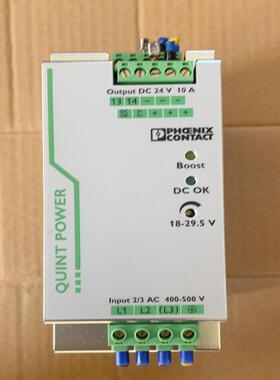 Output DC 24 V 10 A
13 14 – – –
+ + +
PHŒNIX
CONTACT
Boost
DC OK
18-29.5 V
QUINT POWER
Input 2/3 AC 400-500 V
L1 L2 (L3)